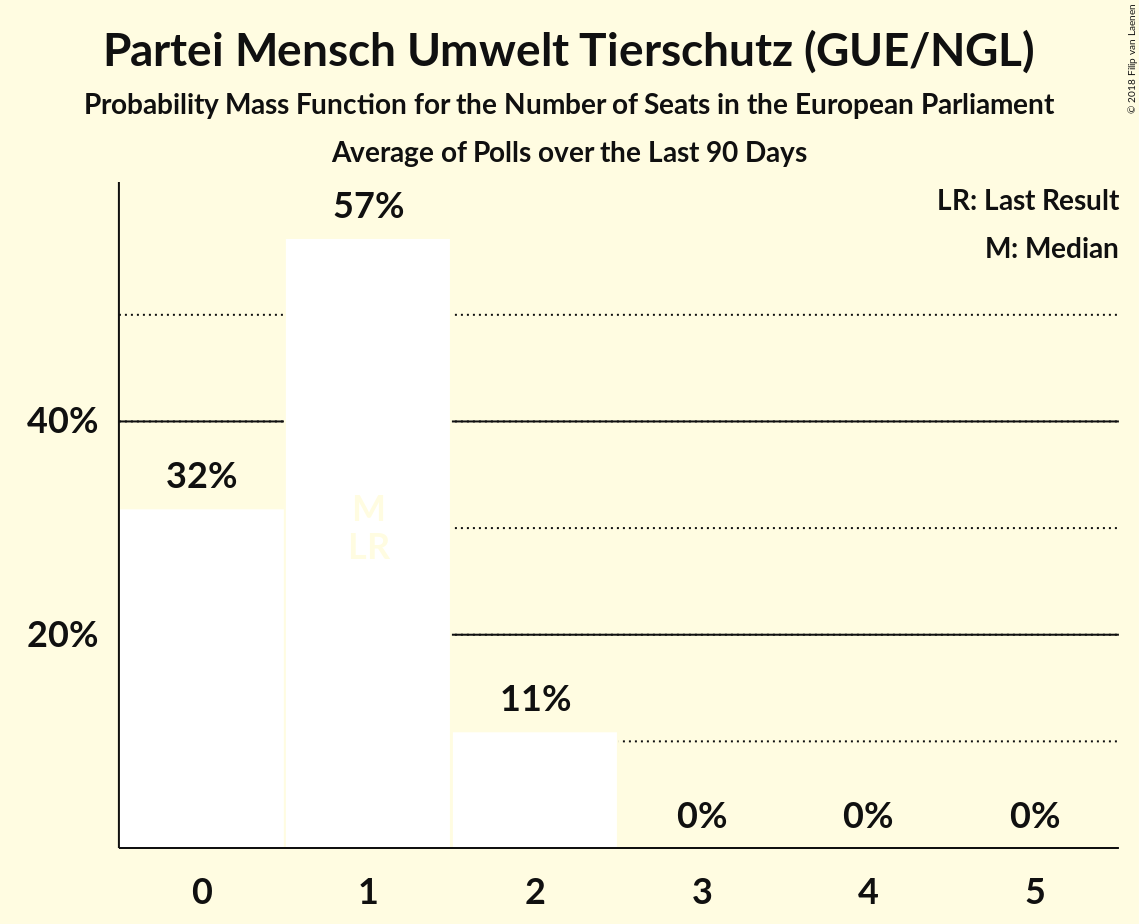 Partei Mensch Umwelt Tierschutz (GUE/NGL)
Probability Mass Function for the Number of Seats in the European Parliament
Average of Polls over the Last 90 Days
© 2018 Filip van Laenen
LR: Last Result
M: Median
57%
40%
32%
M
LR
20%
11%
0%
0%
0%
0
1
2
3
4
5